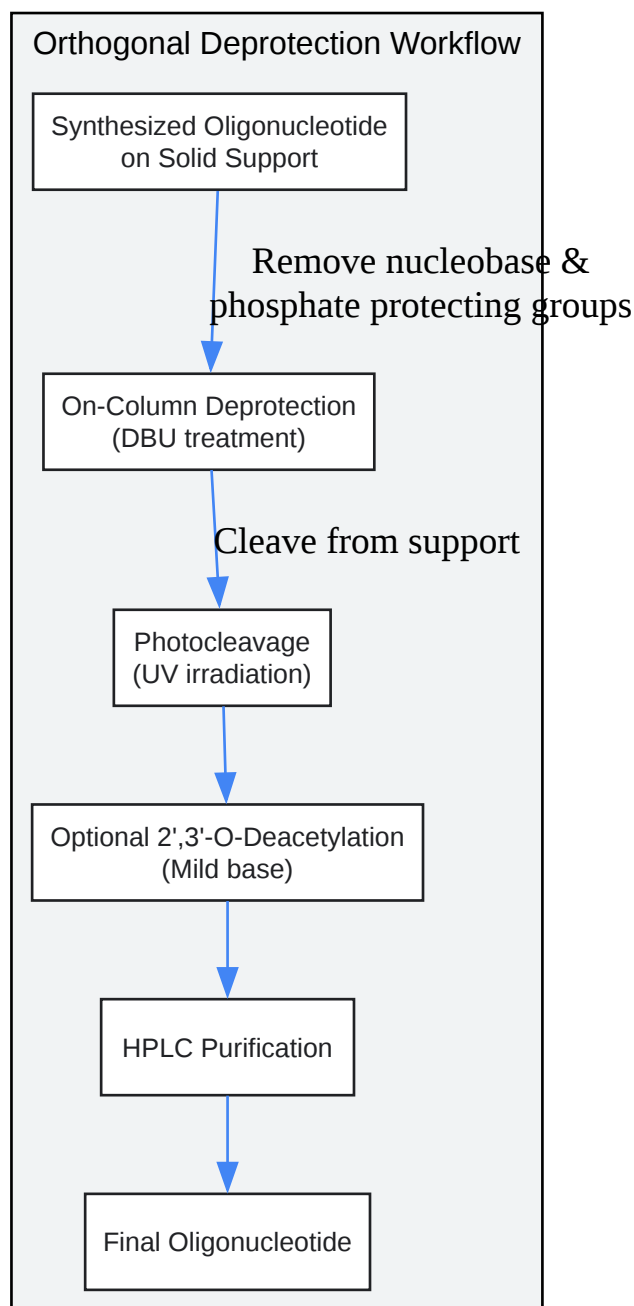 Orthogonal Deprotection Workflow
Synthesized Oligonucleotide
on Solid Support
Remove nucleobase &
phosphate protecting groups
On-Column Deprotection
(DBU treatment)
Cleave from support
Photocleavage
(UV irradiation)
Optional 2',3'-O-Deacetylation
(Mild base)
HPLC Purification
Final Oligonucleotide